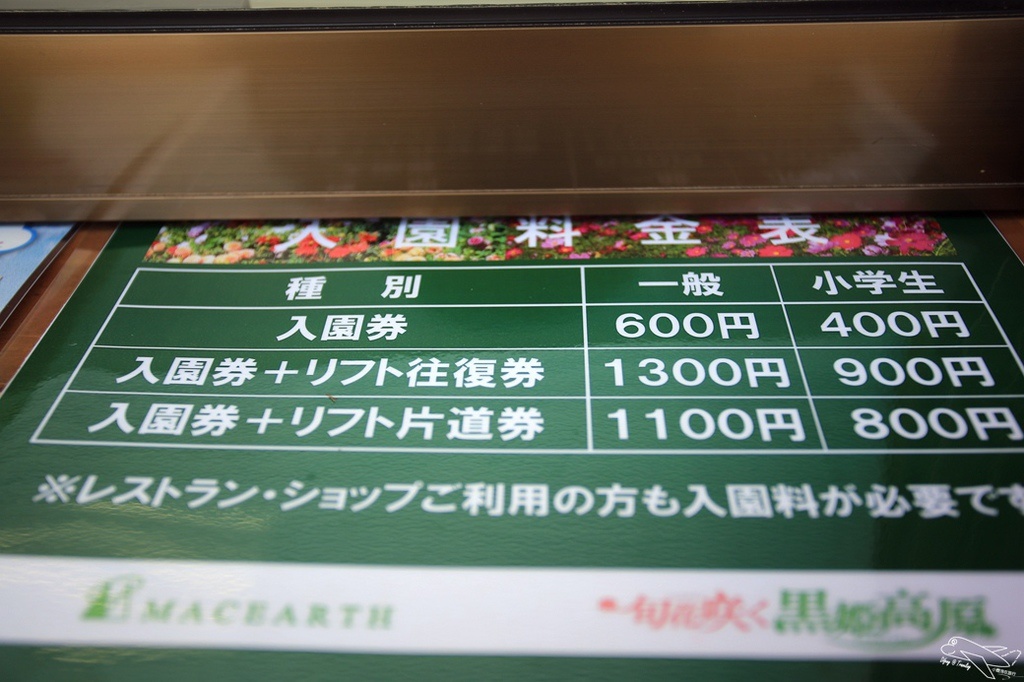 入園料金表
種別 一般 小学生
入園券 600円 400円
入園券＋リフト往復券 1300円 900円
入園券＋リフト片道券 1100円 800円
※レストラン・ショップご利用の方も入園料が必要です
MACEARTH 旬花咲く黒姫高原